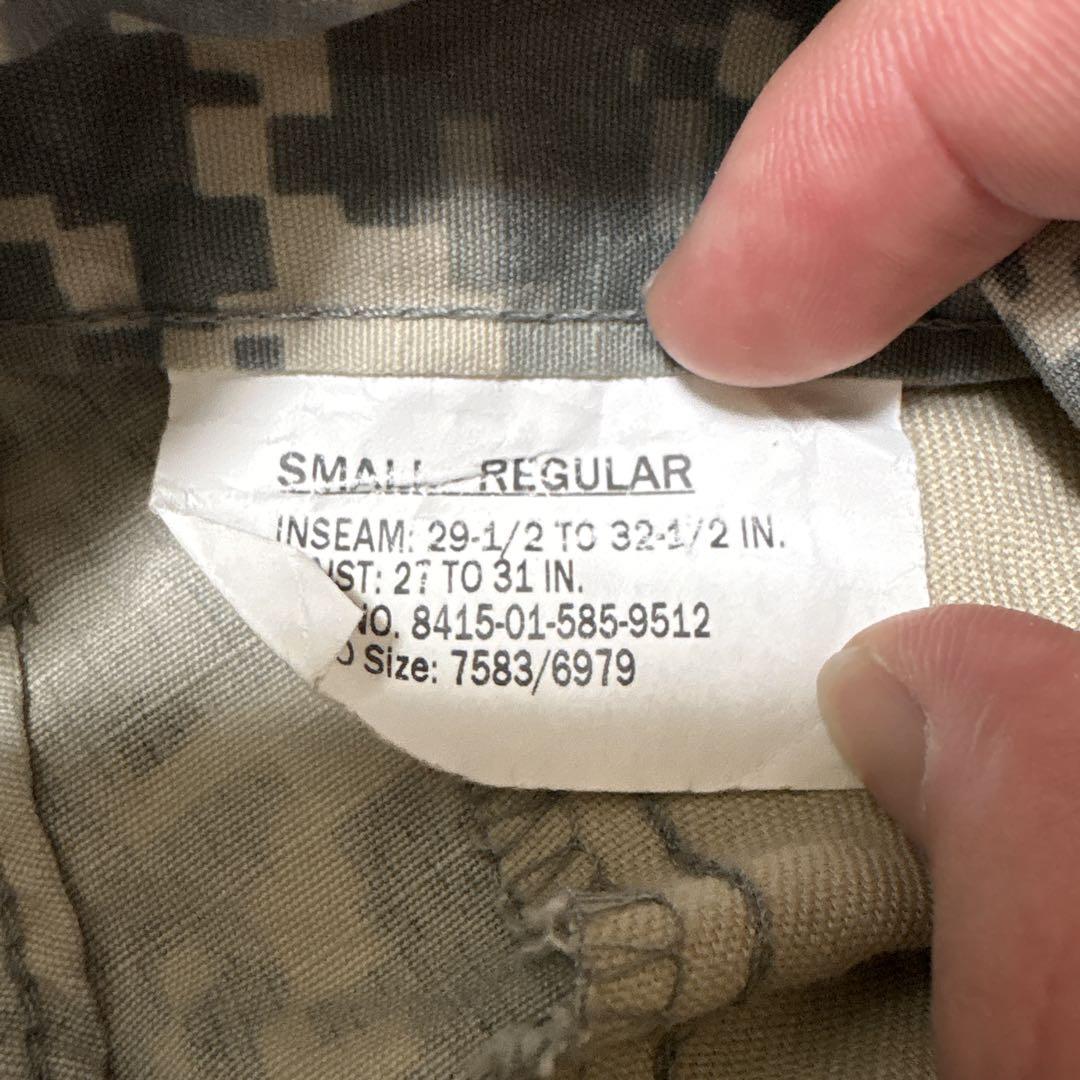 SMALL REGULAR
INSEAM: 29-1/2 TO 32-1/2 IN.
27 TO 31 IN.
NO. 8415-01-585-9512
Size: 7583/6979